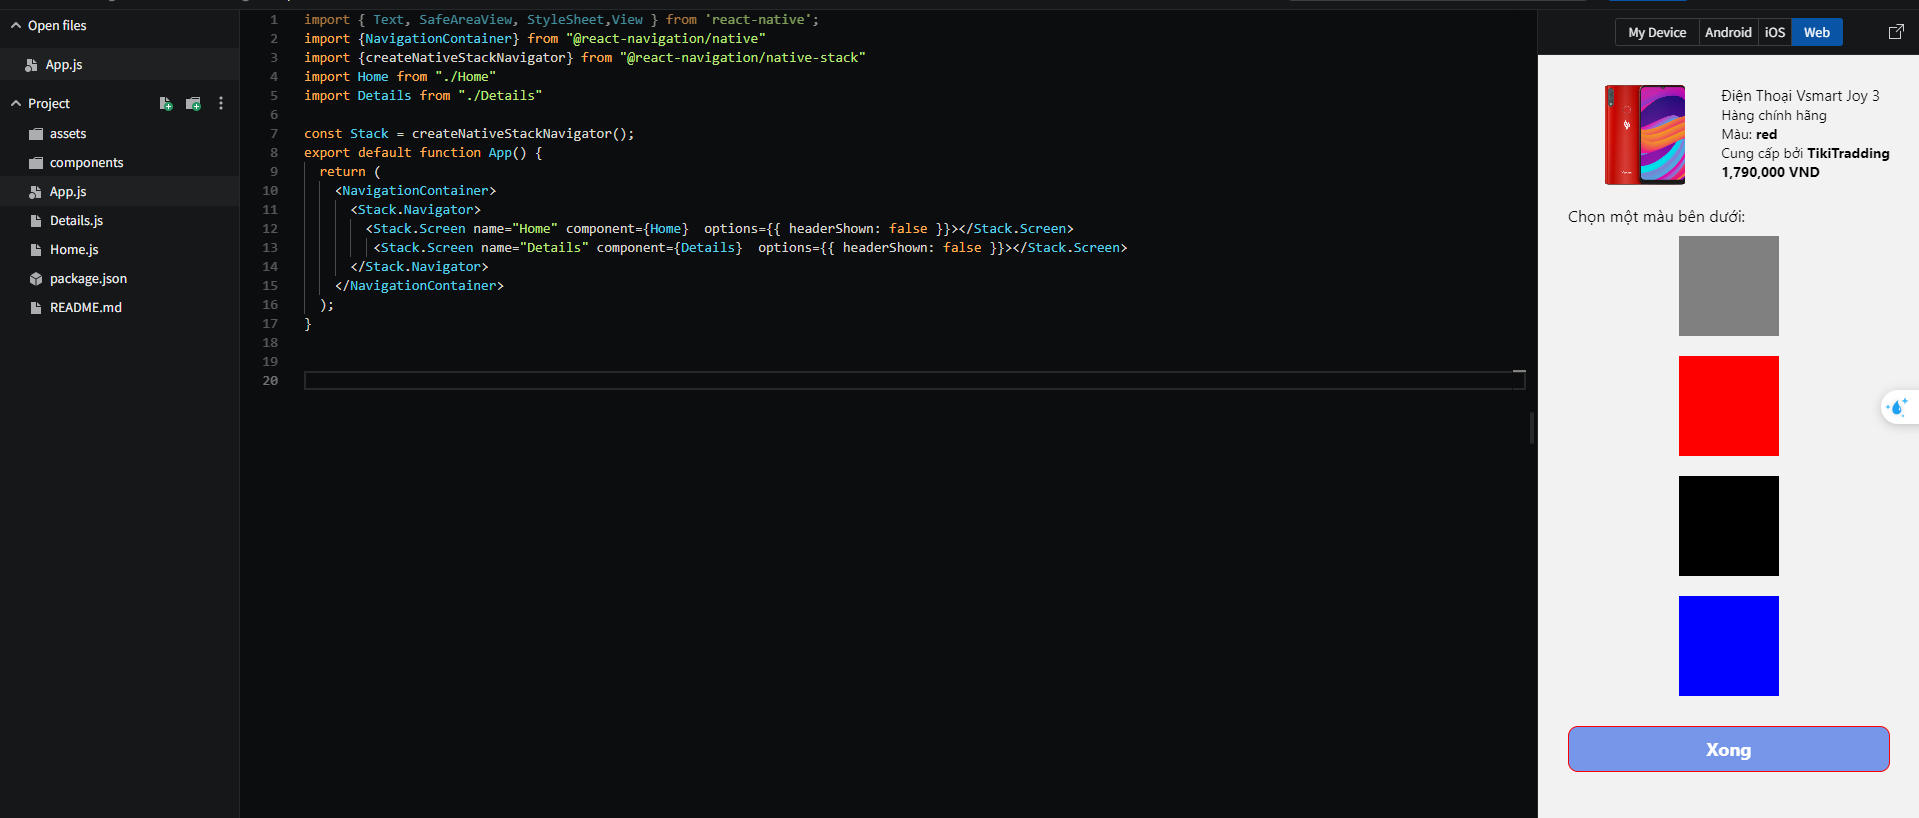 Open files
App.js
Project
assets
components
App.js
Details.js
Home.js
package.json
README.md
1 import { Text, SafeAreaView, StyleSheet,View } from 'react-native';
2 import {NavigationContainer} from "@react-navigation/native"
3 import {createNativeStackNavigator} from "@react-navigation/native-stack"
4 import Home from "./Home"
5 import Details from "./Details"
6
7 const Stack = createNativeStackNavigator();
8 export default function App() {
9 return (
10 <NavigationContainer>
11 <Stack.Navigator>
12 <Stack.Screen name="Home" component={Home}  options={{ headerShown: false }}></Stack.Screen>
13 <Stack.Screen name="Details" component={Details}  options={{ headerShown: false }}></Stack.Screen>
14 </Stack.Navigator>
15 </NavigationContainer>
16 );
17 }
18
19
20
My Device Android iOS Web
Điện Thoại Vsmart Joy 3
Hàng chính hãng
Màu: red
Cung cấp bởi TikiTradding
1,790,000 VND
Chọn một màu bên dưới:
Xong